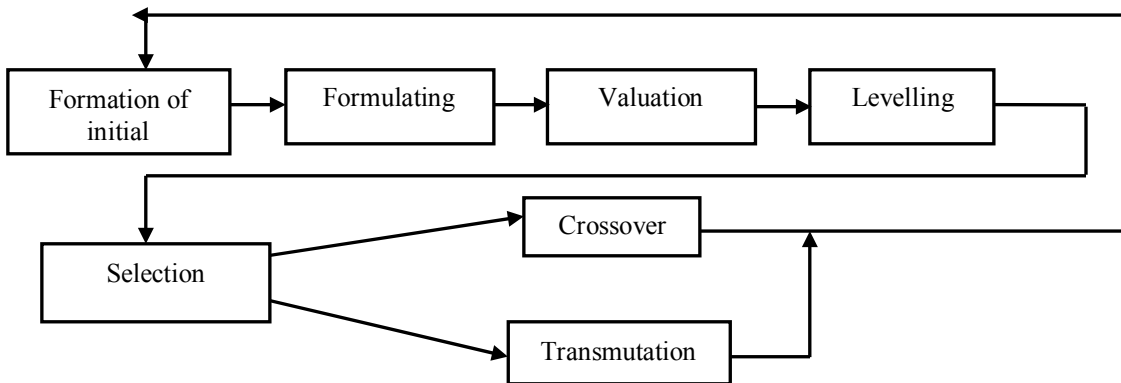 Formation of
initial
Formulating
Valuation
Levelling
Crossover
Selection
Transmutation